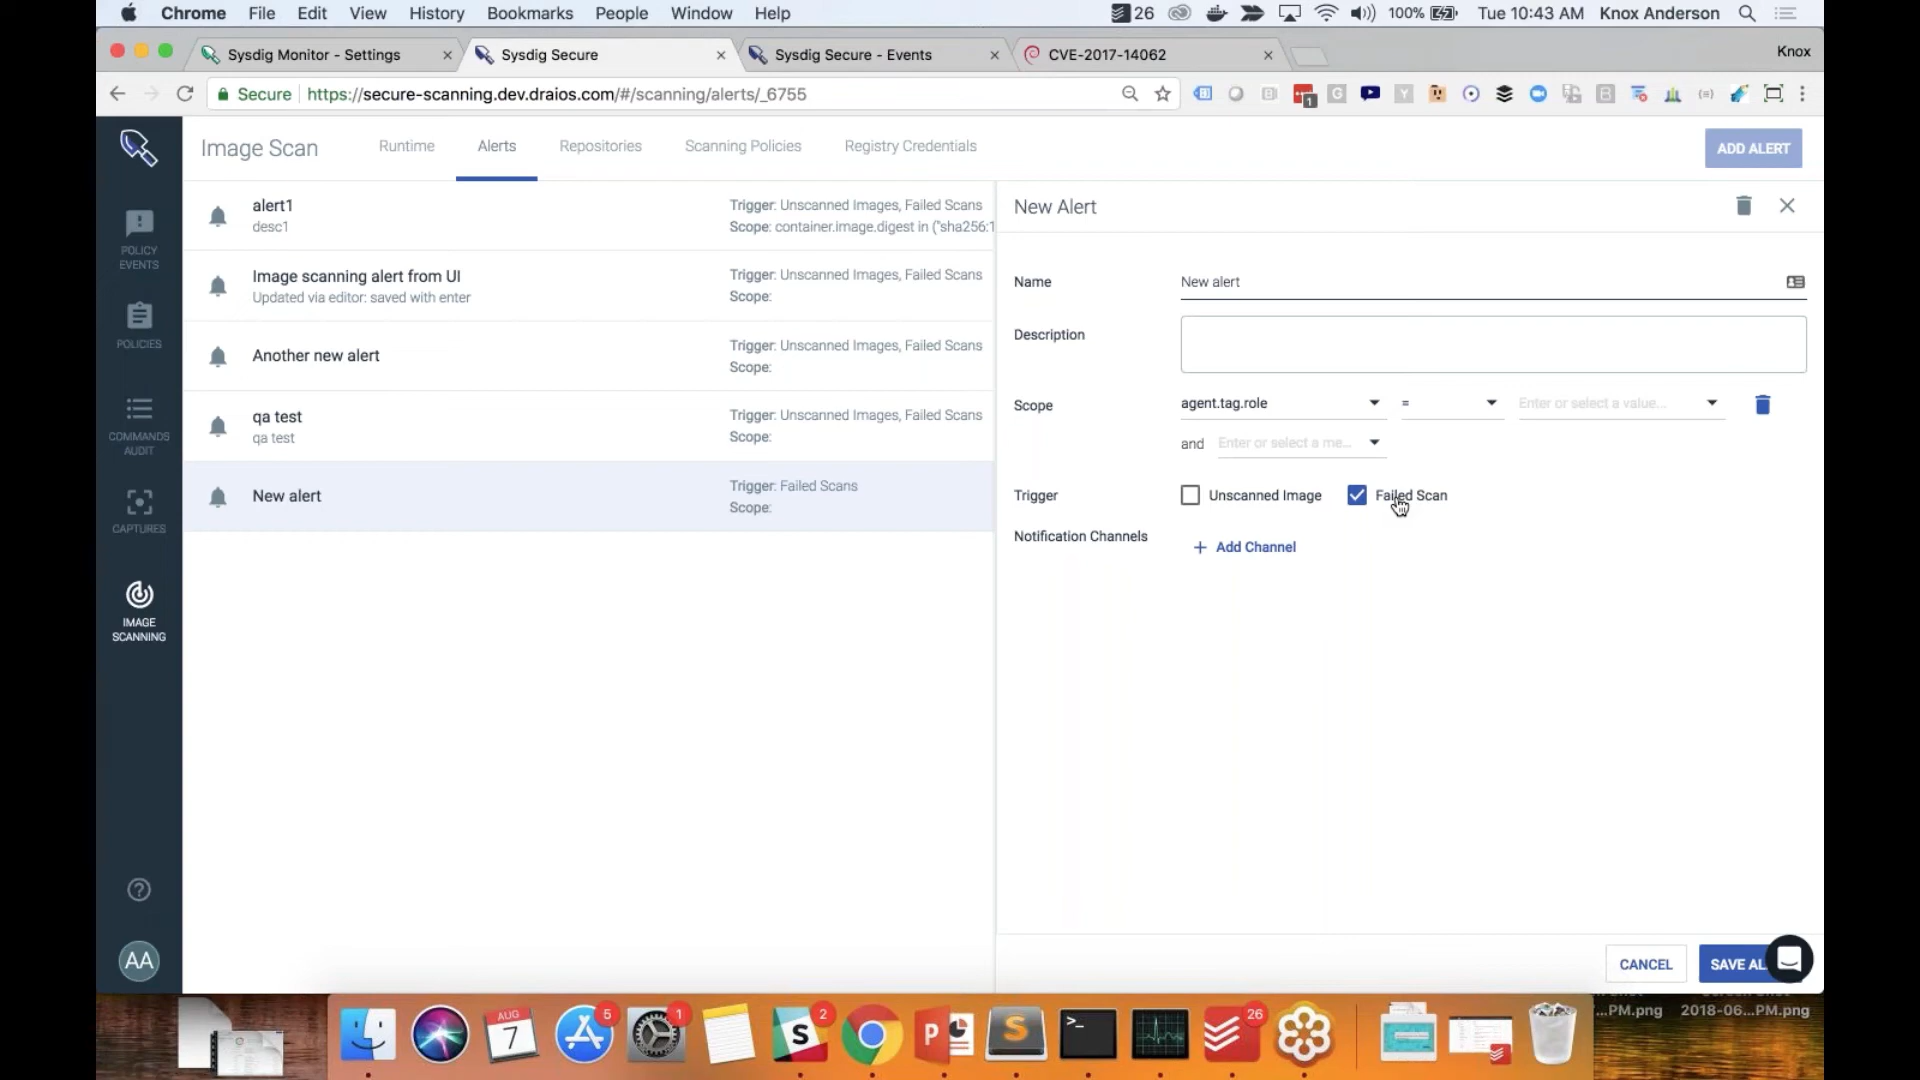 Chrome File Edit View History Bookmarks People Window Help 26 100% Tue 10:43 AM Knox Anderson
Sysdig Monitor - Settings Sysdig Secure Sysdig Secure - Events CVE-2017-14062 Knox
Secure https://secure-scanning.dev.draios.com/#/scanning/alerts/_6755
Image Scan Runtime Alerts Repositories Scanning Policies Registry Credentials ADD ALERT
POLICY
EVENTS
POLICIES
COMMANDS
AUDIT
CAPTURES
IMAGE
SCANNING
AA
alert1
desc1
Trigger: Unscanned Images, Failed Scans
Scope: container.image.digest in ("sha256:1
Image scanning alert from UI
Updated via editor: saved with enter
Trigger: Unscanned Images, Failed Scans
Scope:
Another new alert
Trigger: Unscanned Images, Failed Scans
Scope:
qa test
qa test
Trigger: Unscanned Images, Failed Scans
Scope:
New alert
Trigger: Failed Scans
Scope:
New Alert
Name New alert
Description
Scope agent.tag.role = Enter or select a value...
and Enter or select a me...
Trigger Unscanned Image Failed Scan
Notification Channels
+ Add Channel
CANCEL SAVE AL
AUG
7
5
1
2
26
...PM.png 2018-06...PM.png